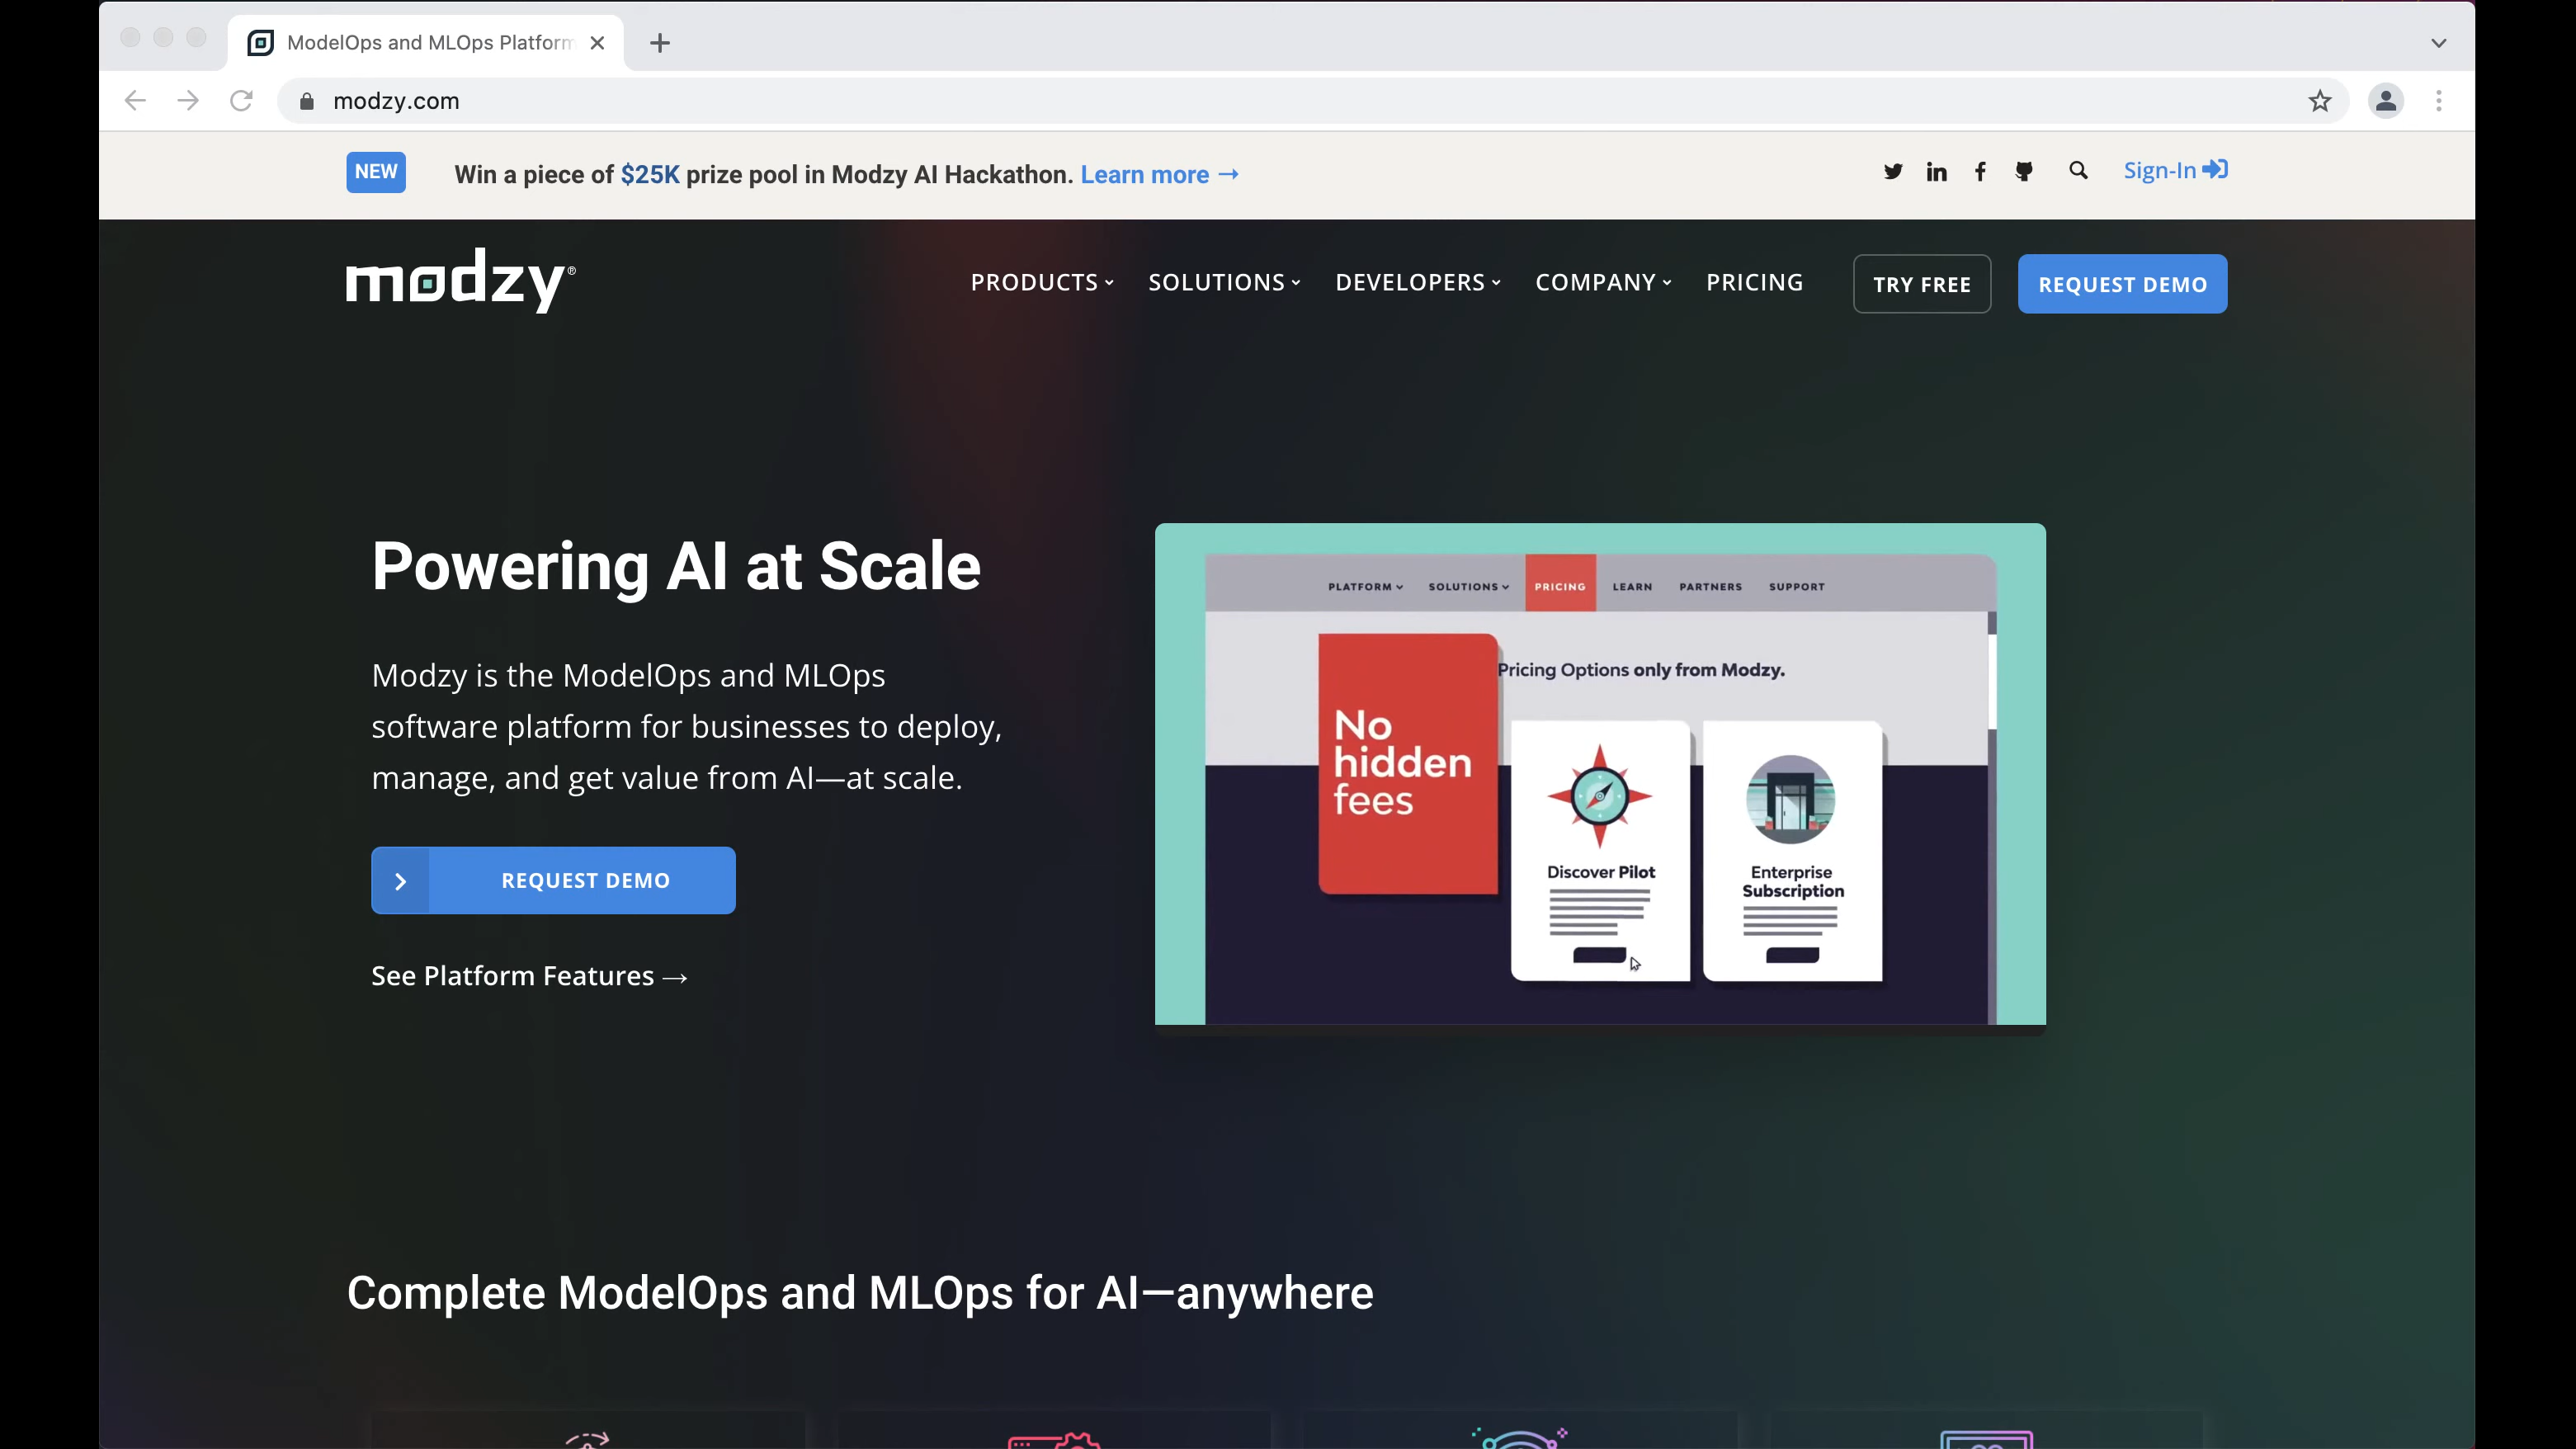 ModelOps and MLOps Platform
modzy.com
NEW
Win a piece of $25K prize pool in Modzy AI Hackathon. Learn more →
Sign-In
modzy®
PRODUCTS
SOLUTIONS
DEVELOPERS
COMPANY
PRICING
TRY FREE
REQUEST DEMO
Powering AI at Scale
Modzy is the ModelOps and MLOps
software platform for businesses to deploy,
manage, and get value from AI—at scale.
REQUEST DEMO
See Platform Features →
PLATFORM
SOLUTIONS
PRICING
LEARN
PARTNERS
SUPPORT
Pricing Options only from Modzy.
No
hidden
fees
Discover Pilot
Enterprise
Subscription
Complete ModelOps and MLOps for AI—anywhere